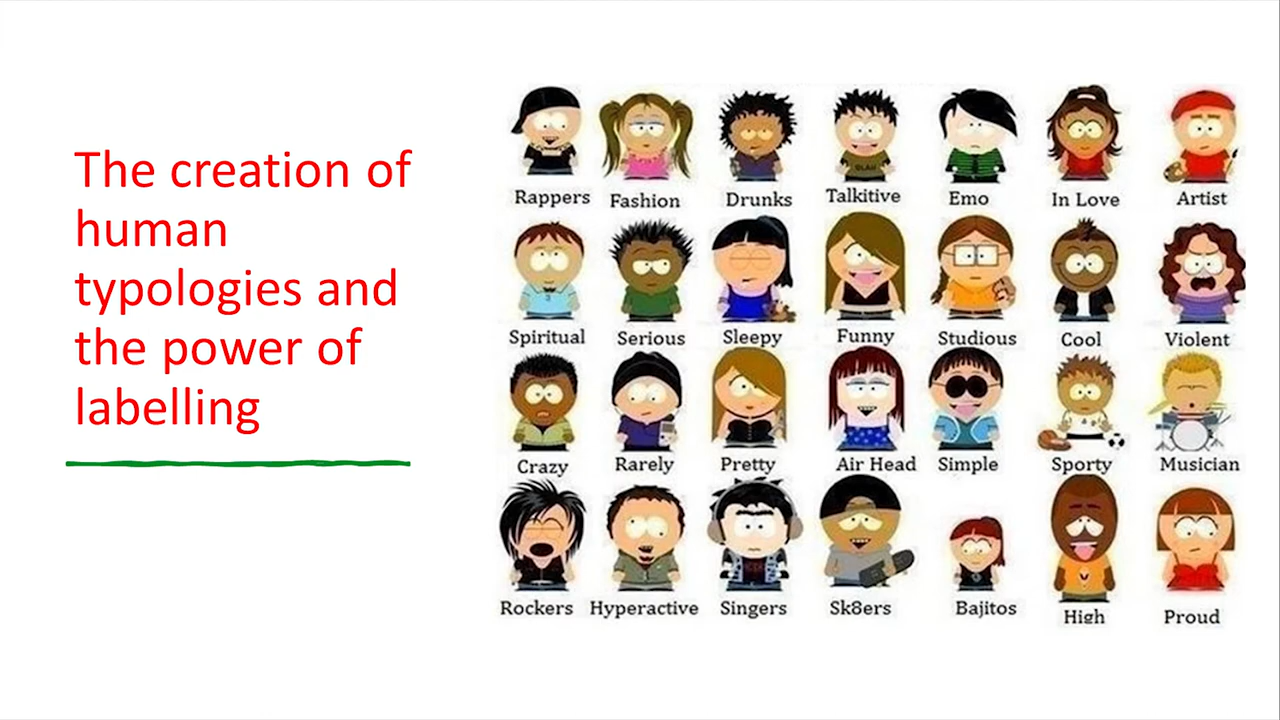 The creation of
human
typologies and
the power of
labelling
Rappers Fashion Drunks Talkitive Emo In Love Artist
Spiritual Serious Sleepy Funny Studious Cool Violent
Crazy Rarely Pretty Air Head Simple Sporty Musician
Rockers Hyperactive Singers Sk8ers Bajitos High Proud